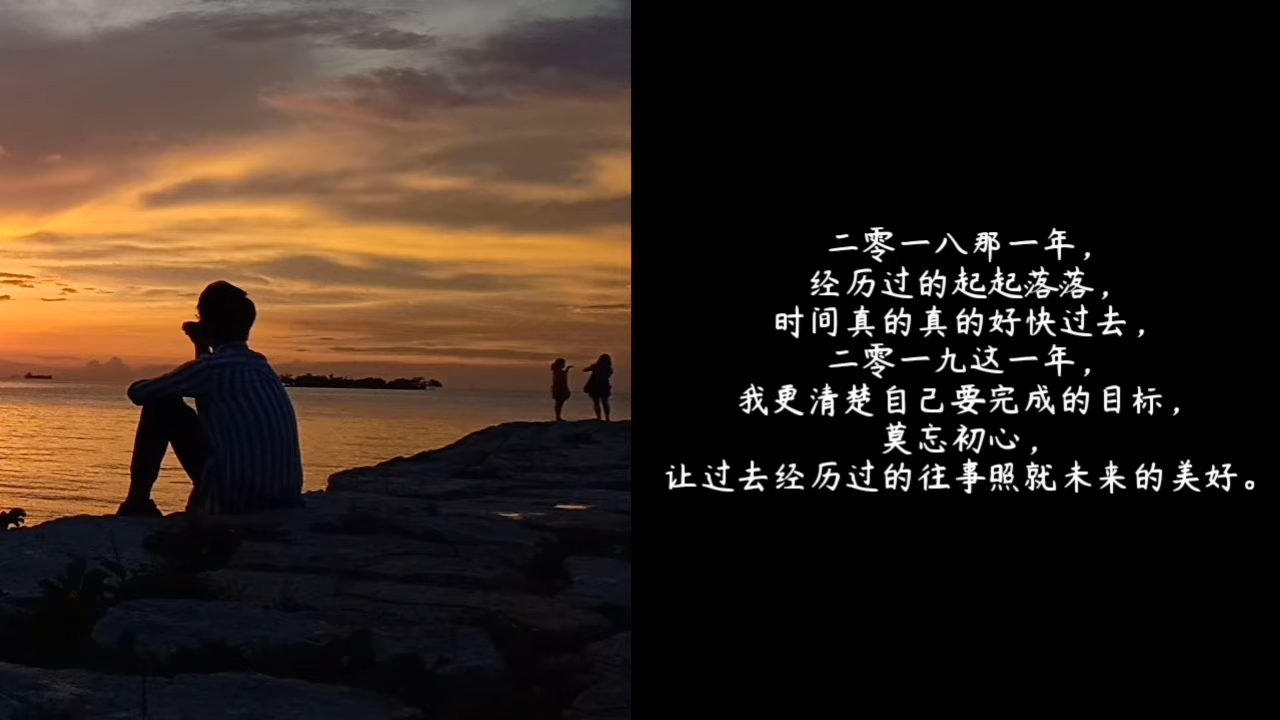 二零一八那一年，
经历过的起起落落，
时间真的真的好快过去，
二零一九这一年，
我更清楚自己要完成的目标，
莫忘初心，
让过去经历过的往事照就未来的美好。